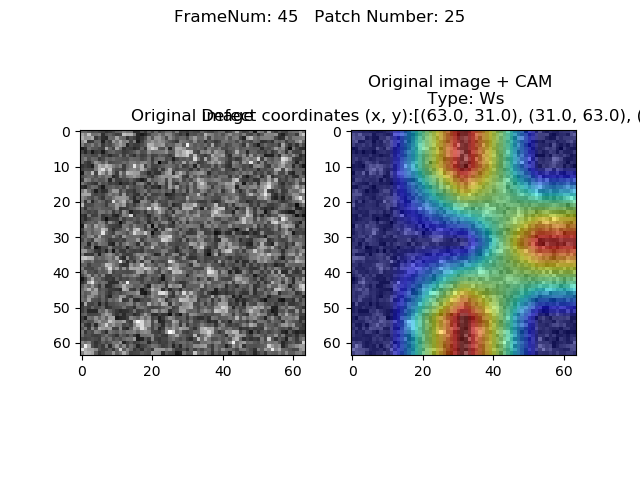 FrameNum: 45   Patch Number: 25
Original image + CAM
Type: Ws
Original Image
Defect coordinates (x, y):[(63.0, 31.0), (31.0, 63.0), (
0
10
20
30
40
50
60
0 20 40 60
0
10
20
30
40
50
60
0 20 40 60